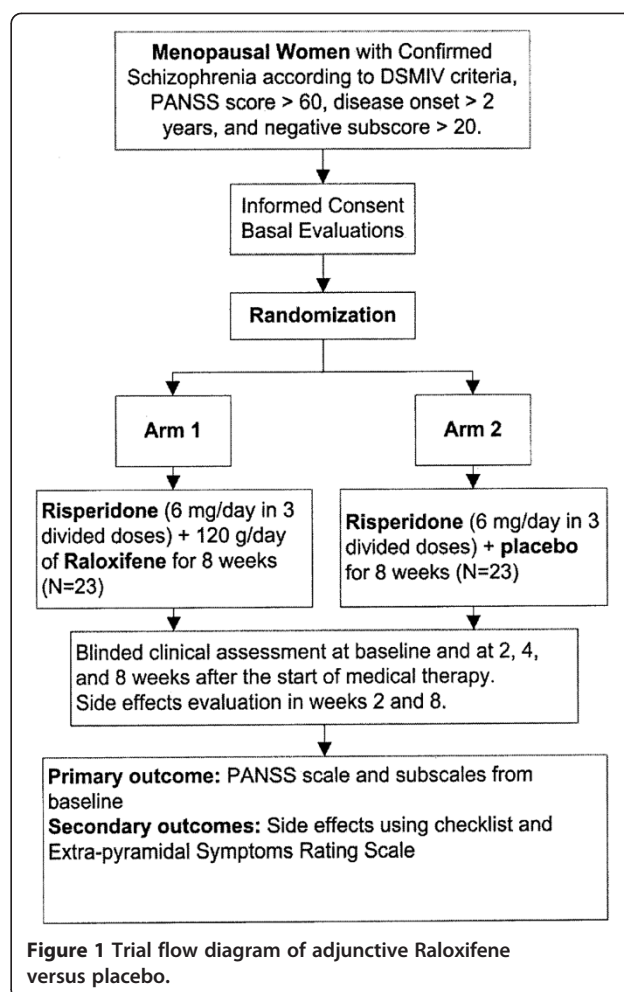 Menopausal Women with Confirmed
Schizophrenia according to DSMIV criteria,
PANSS score > 60, disease onset > 2
years, and negative subscore > 20.
Informed Consent
Basal Evaluations
Randomization
Arm 1
Arm 2
Risperidone (6 mg/day in 3
divided doses) + 120 g/day
of Raloxifene for 8 weeks
(N=23)
Risperidone (6 mg/day in 3
divided doses) + placebo
for 8 weeks (N=23)
Blinded clinical assessment at baseline and at 2, 4,
and 8 weeks after the start of medical therapy.
Side effects evaluation in weeks 2 and 8.
Primary outcome: PANSS scale and subscales from
baseline
Secondary outcomes: Side effects using checklist and
Extra-pyramidal Symptoms Rating Scale
Figure 1 Trial flow diagram of adjunctive Raloxifene
versus placebo.